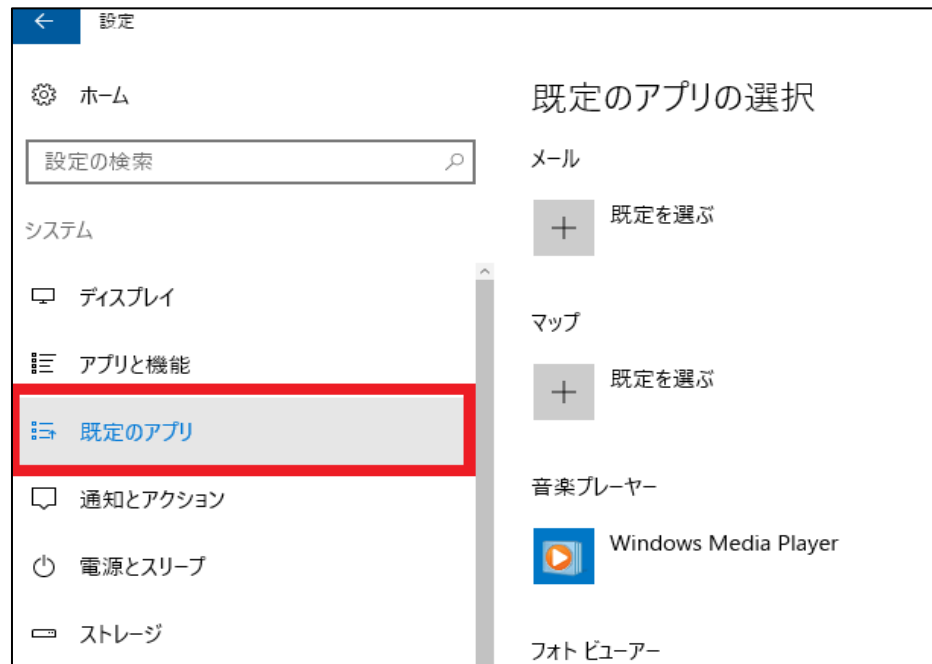 設定
ホーム
設定の検索
システム
ディスプレイ
アプリと機能
既定のアプリ
通知とアクション
電源とスリープ
ストレージ
既定のアプリの選択
メール
既定を選ぶ
マップ
既定を選ぶ
音楽プレーヤー
Windows Media Player
フォト ビューアー